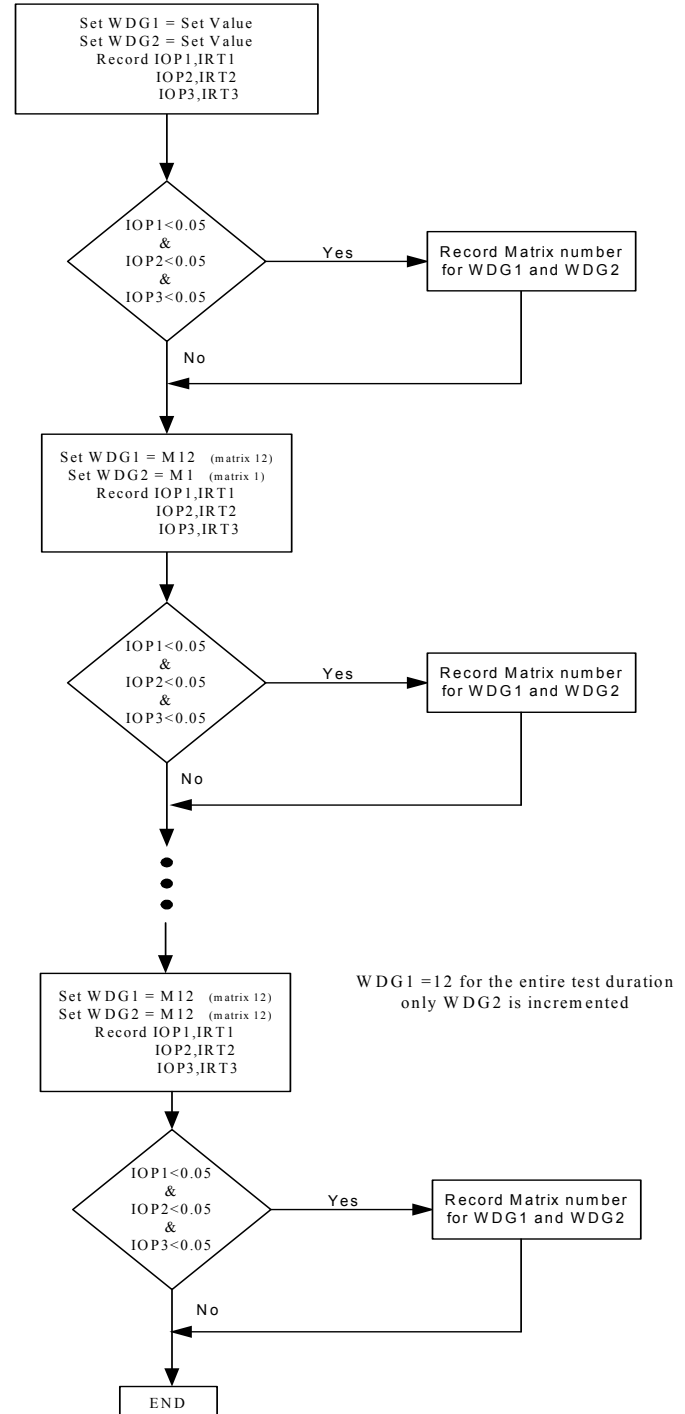 Set WDG1 = Set Value
Set WDG2 = Set Value
Record IOP1,IRT1
IOP2,IRT2
IOP3,IRT3
IOP1<0.05
&
IOP2<0.05
&
IOP3<0.05
Yes
Record Matrix number
for WDG1 and WDG2
No
Set WDG1 = M12 (matrix 12)
Set WDG2 = M1 (matrix 1)
Record IOP1,IRT1
IOP2,IRT2
IOP3,IRT3
IOP1<0.05
&
IOP2<0.05
&
IOP3<0.05
Yes
Record Matrix number
for WDG1 and WDG2
No
WDG1 =12 for the entire test duration
only WDG2 is incremented
Set WDG1 = M12 (matrix 12)
Set WDG2 = M12 (matrix 12)
Record IOP1,IRT1
IOP2,IRT2
IOP3,IRT3
IOP1<0.05
&
IOP2<0.05
&
IOP3<0.05
Yes
Record Matrix number
for WDG1 and WDG2
No
END